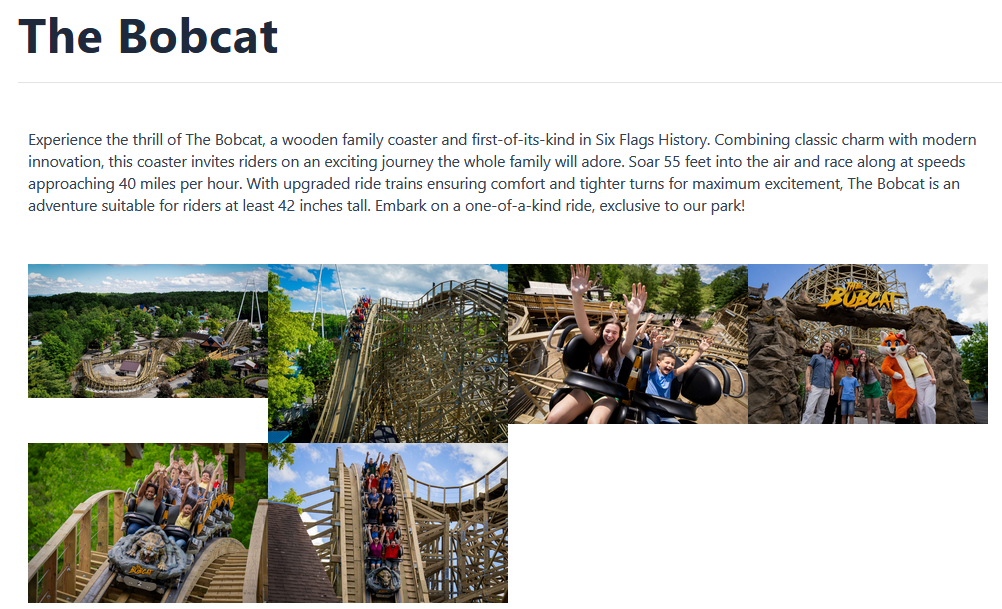 The Bobcat
Experience the thrill of The Bobcat, a wooden family coaster and first-of-its-kind in Six Flags History. Combining classic charm with modern
innovation, this coaster invites riders on an exciting journey the whole family will adore. Soar 55 feet into the air and race along at speeds
approaching 40 miles per hour. With upgraded ride trains ensuring comfort and tighter turns for maximum excitement, The Bobcat is an
adventure suitable for riders at least 42 inches tall. Embark on a one-of-a-kind ride, exclusive to our park!
THE
BOBCAT
BOBCAT